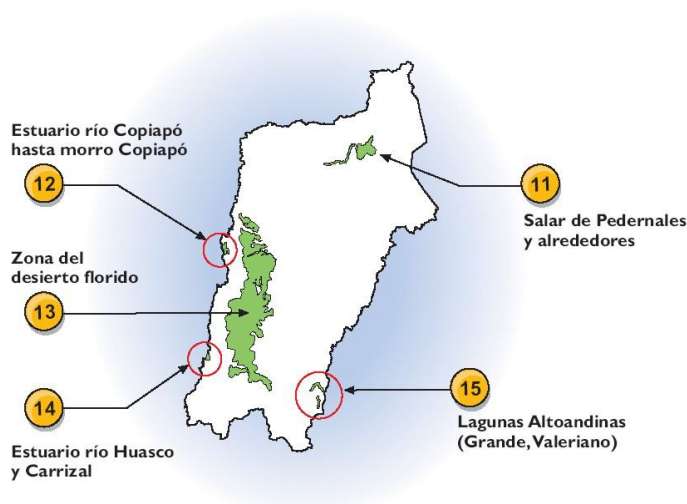 Estuario río Copiapó
hasta morro Copiapó
12
11
Salar de Pedernales
y alrededores
Zona del
desierto florido
13
14
Estuario río Huasco
y Carrizal
15
Lagunas Altoandinas
(Grande, Valeriano)